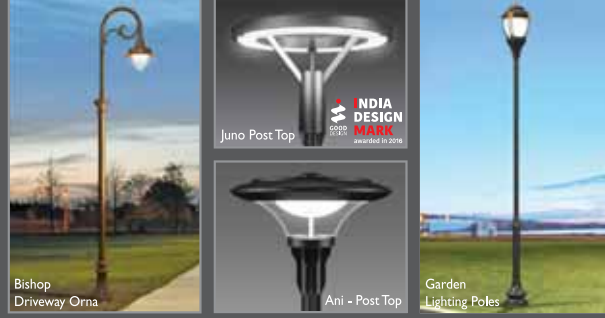 Bishop
Driveway Orna
Juno Post Top
GOOD
DESIGN
INDIA
DESIGN
MARK
awarded in 2016
Ani - Post Top
Garden
Lighting Poles